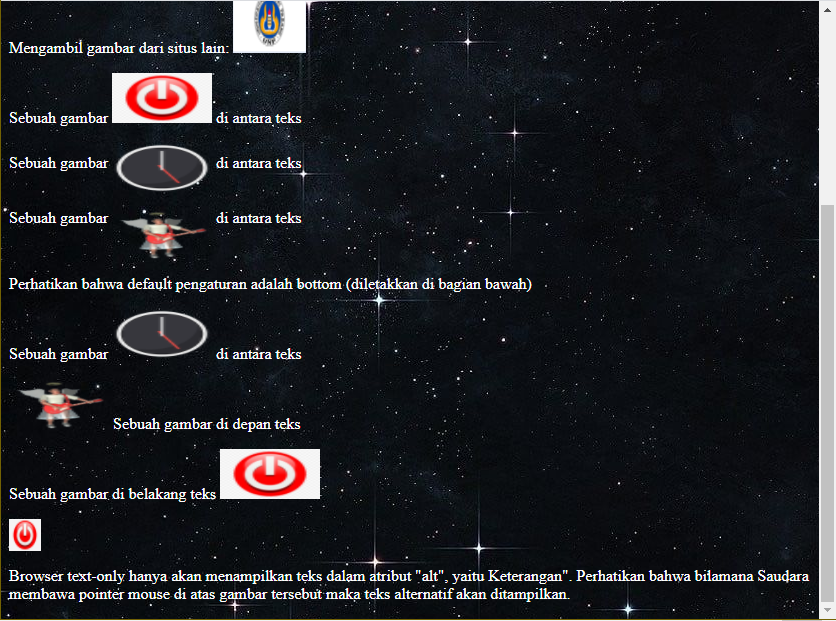 Mengambil gambar dari situs lain:
UNP
Sebuah gambar di antara teks
Sebuah gambar di antara teks
Sebuah gambar di antara teks
Perhatikan bahwa default pengaturan adalah bottom (diletakkan di bagian bawah)
Sebuah gambar di antara teks
Sebuah gambar di depan teks
Sebuah gambar di belakang teks
Browser text-only hanya akan menampilkan teks dalam atribut "alt", yaitu Keterangan". Perhatikan bahwa bilamana Saudara
membawa pointer mouse di atas gambar tersebut maka teks alternatif akan ditampilkan.